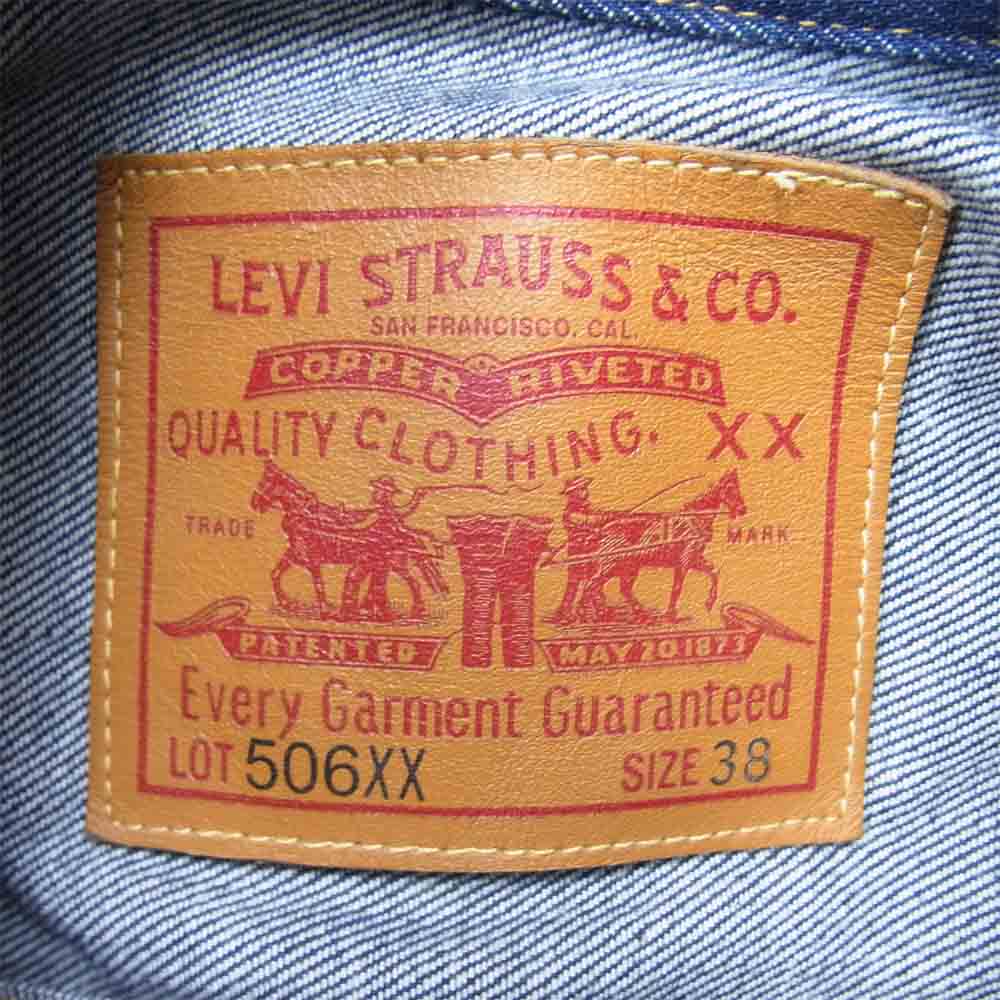 LEVI STRAUSS & CO.
SAN FRANCISCO. CAL.
COPPER RIVETED
QUALITY CLOTHING. XX
TRADE MARK
PATENTED MAY 20 1873
Every Garment Guaranteed
LOT 506XX SIZE 38